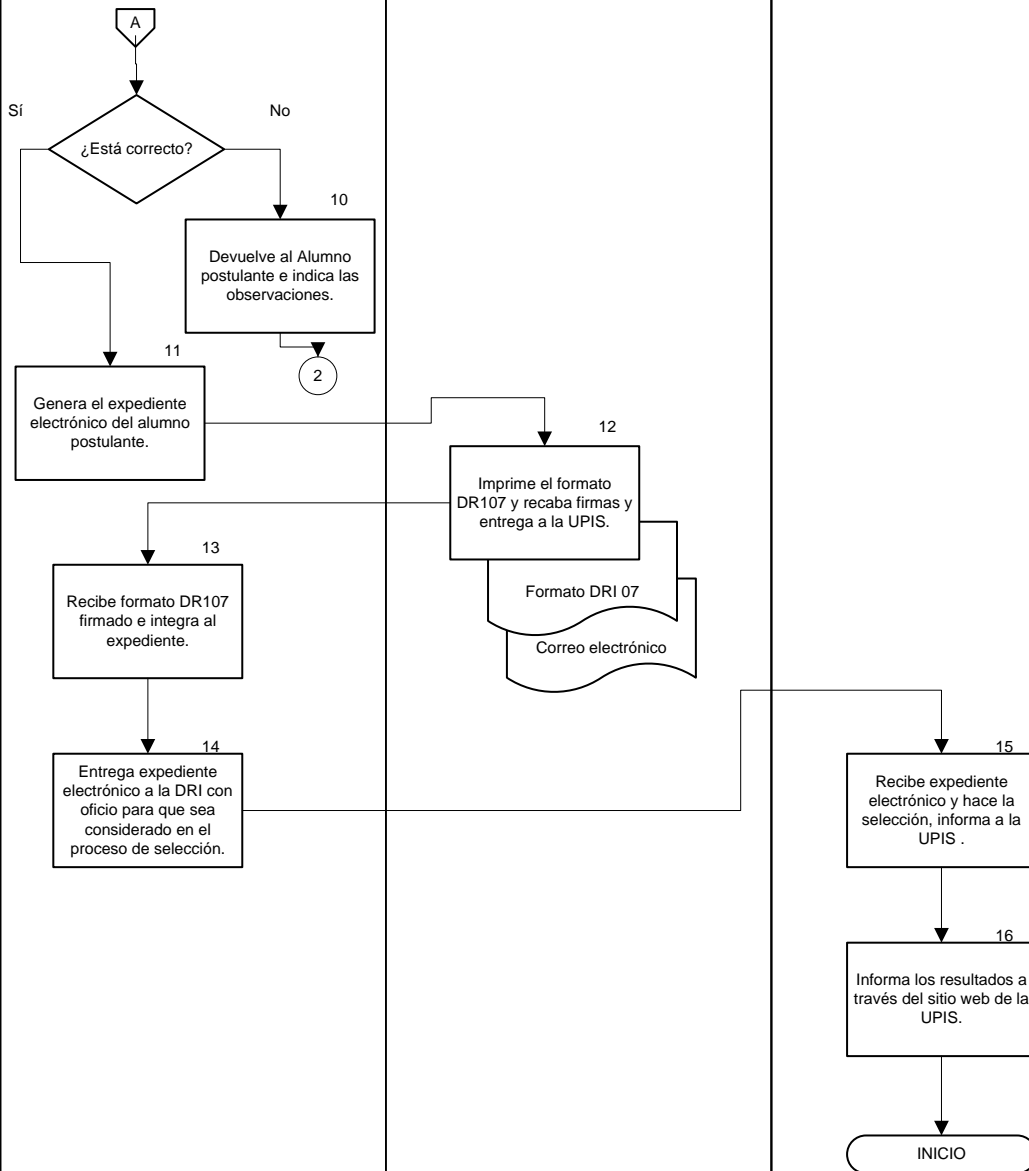 A
Sí
No
¿Está correcto?
10
Devuelve al Alumno
postulante e indica las
observaciones.
2
11
Genera el expediente
electrónico del alumno
postulante.
12
Imprime el formato
DR107 y recaba firmas y
entrega a la UPIS.
Formato DRI 07
Correo electrónico
13
Recibe formato DR107
firmado e integra al
expediente.
14
Entrega expediente
electrónico a la DRI con
oficio para que sea
considerado en el
proceso de selección.
15
Recibe expediente
electrónico y hace la
selección, informa a la
UPIS .
16
Informa los resultados a
través del sitio web de la
UPIS.
INICIO